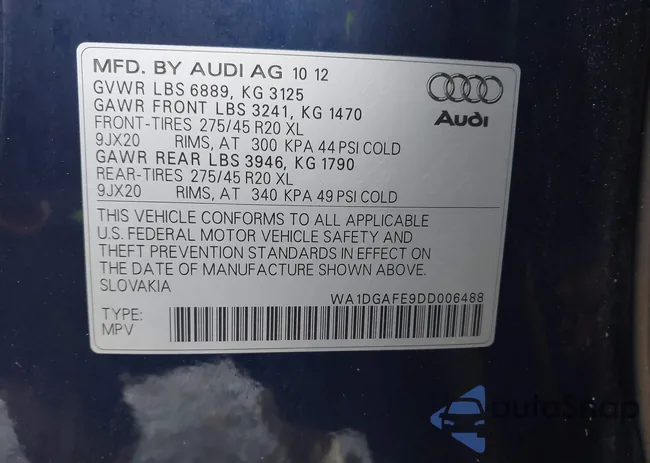 MFD. BY AUDI AG 10 12
GVWR LBS 6889, KG 3125
GAWR FRONT LBS 3241, KG 1470
FRONT-TIRES 275/45 R20 XL
9JX20 RIMS, AT 300 KPA 44 PSI COLD
GAWR REAR LBS 3946, KG 1790
REAR-TIRES 275/45 R20 XL
9JX20 RIMS, AT 340 KPA 49 PSI COLD
Audi
THIS VEHICLE CONFORMS TO ALL APPLICABLE
U.S. FEDERAL MOTOR VEHICLE SAFETY AND
THEFT PREVENTION STANDARDS IN EFFECT ON
THE DATE OF MANUFACTURE SHOWN ABOVE.
SLOVAKIA
WA1DGAFE9DD006488
TYPE:
MPV
autoSnap